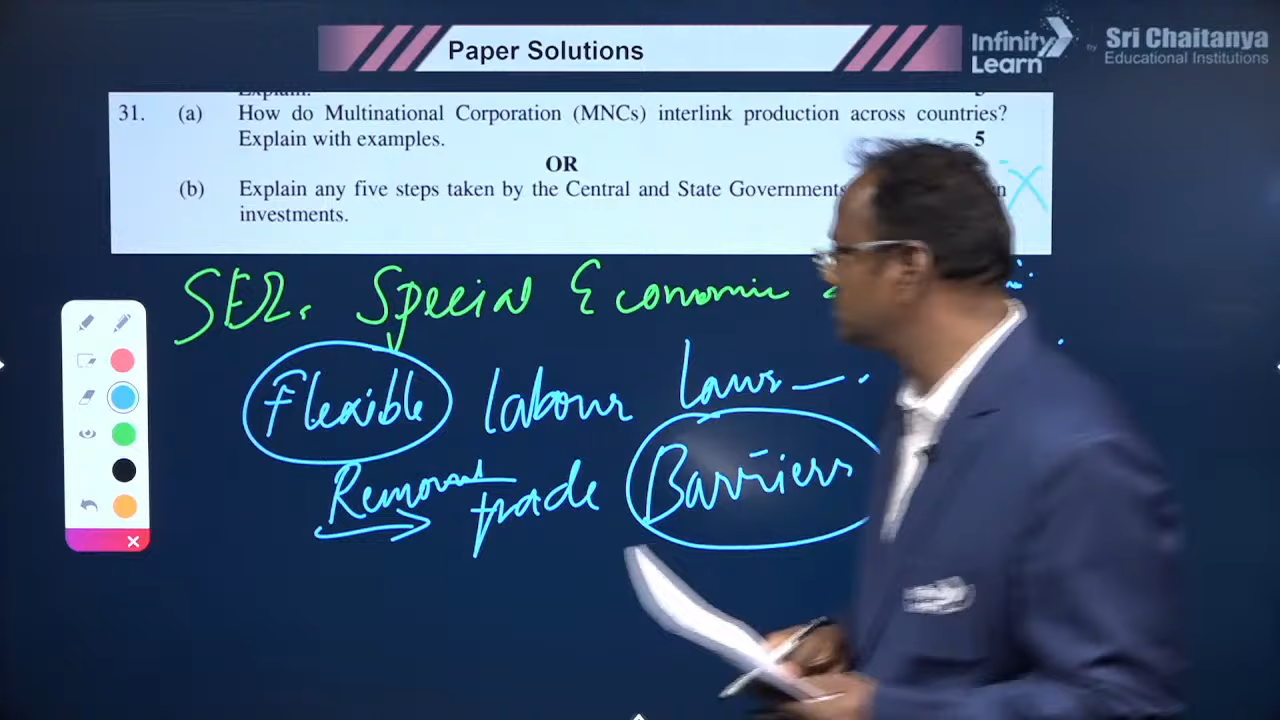 Paper Solutions
Infinity Learn
by
Sri Chaitanya
Educational Institutions
Explain.
31. (a) How do Multinational Corporation (MNCs) interlink production across countries?
Explain with examples. 5
OR
(b) Explain any five steps taken by the Central and State Governments
investments.
SEZ. Special Economic
Flexible labour laws
Removal trade Barriers